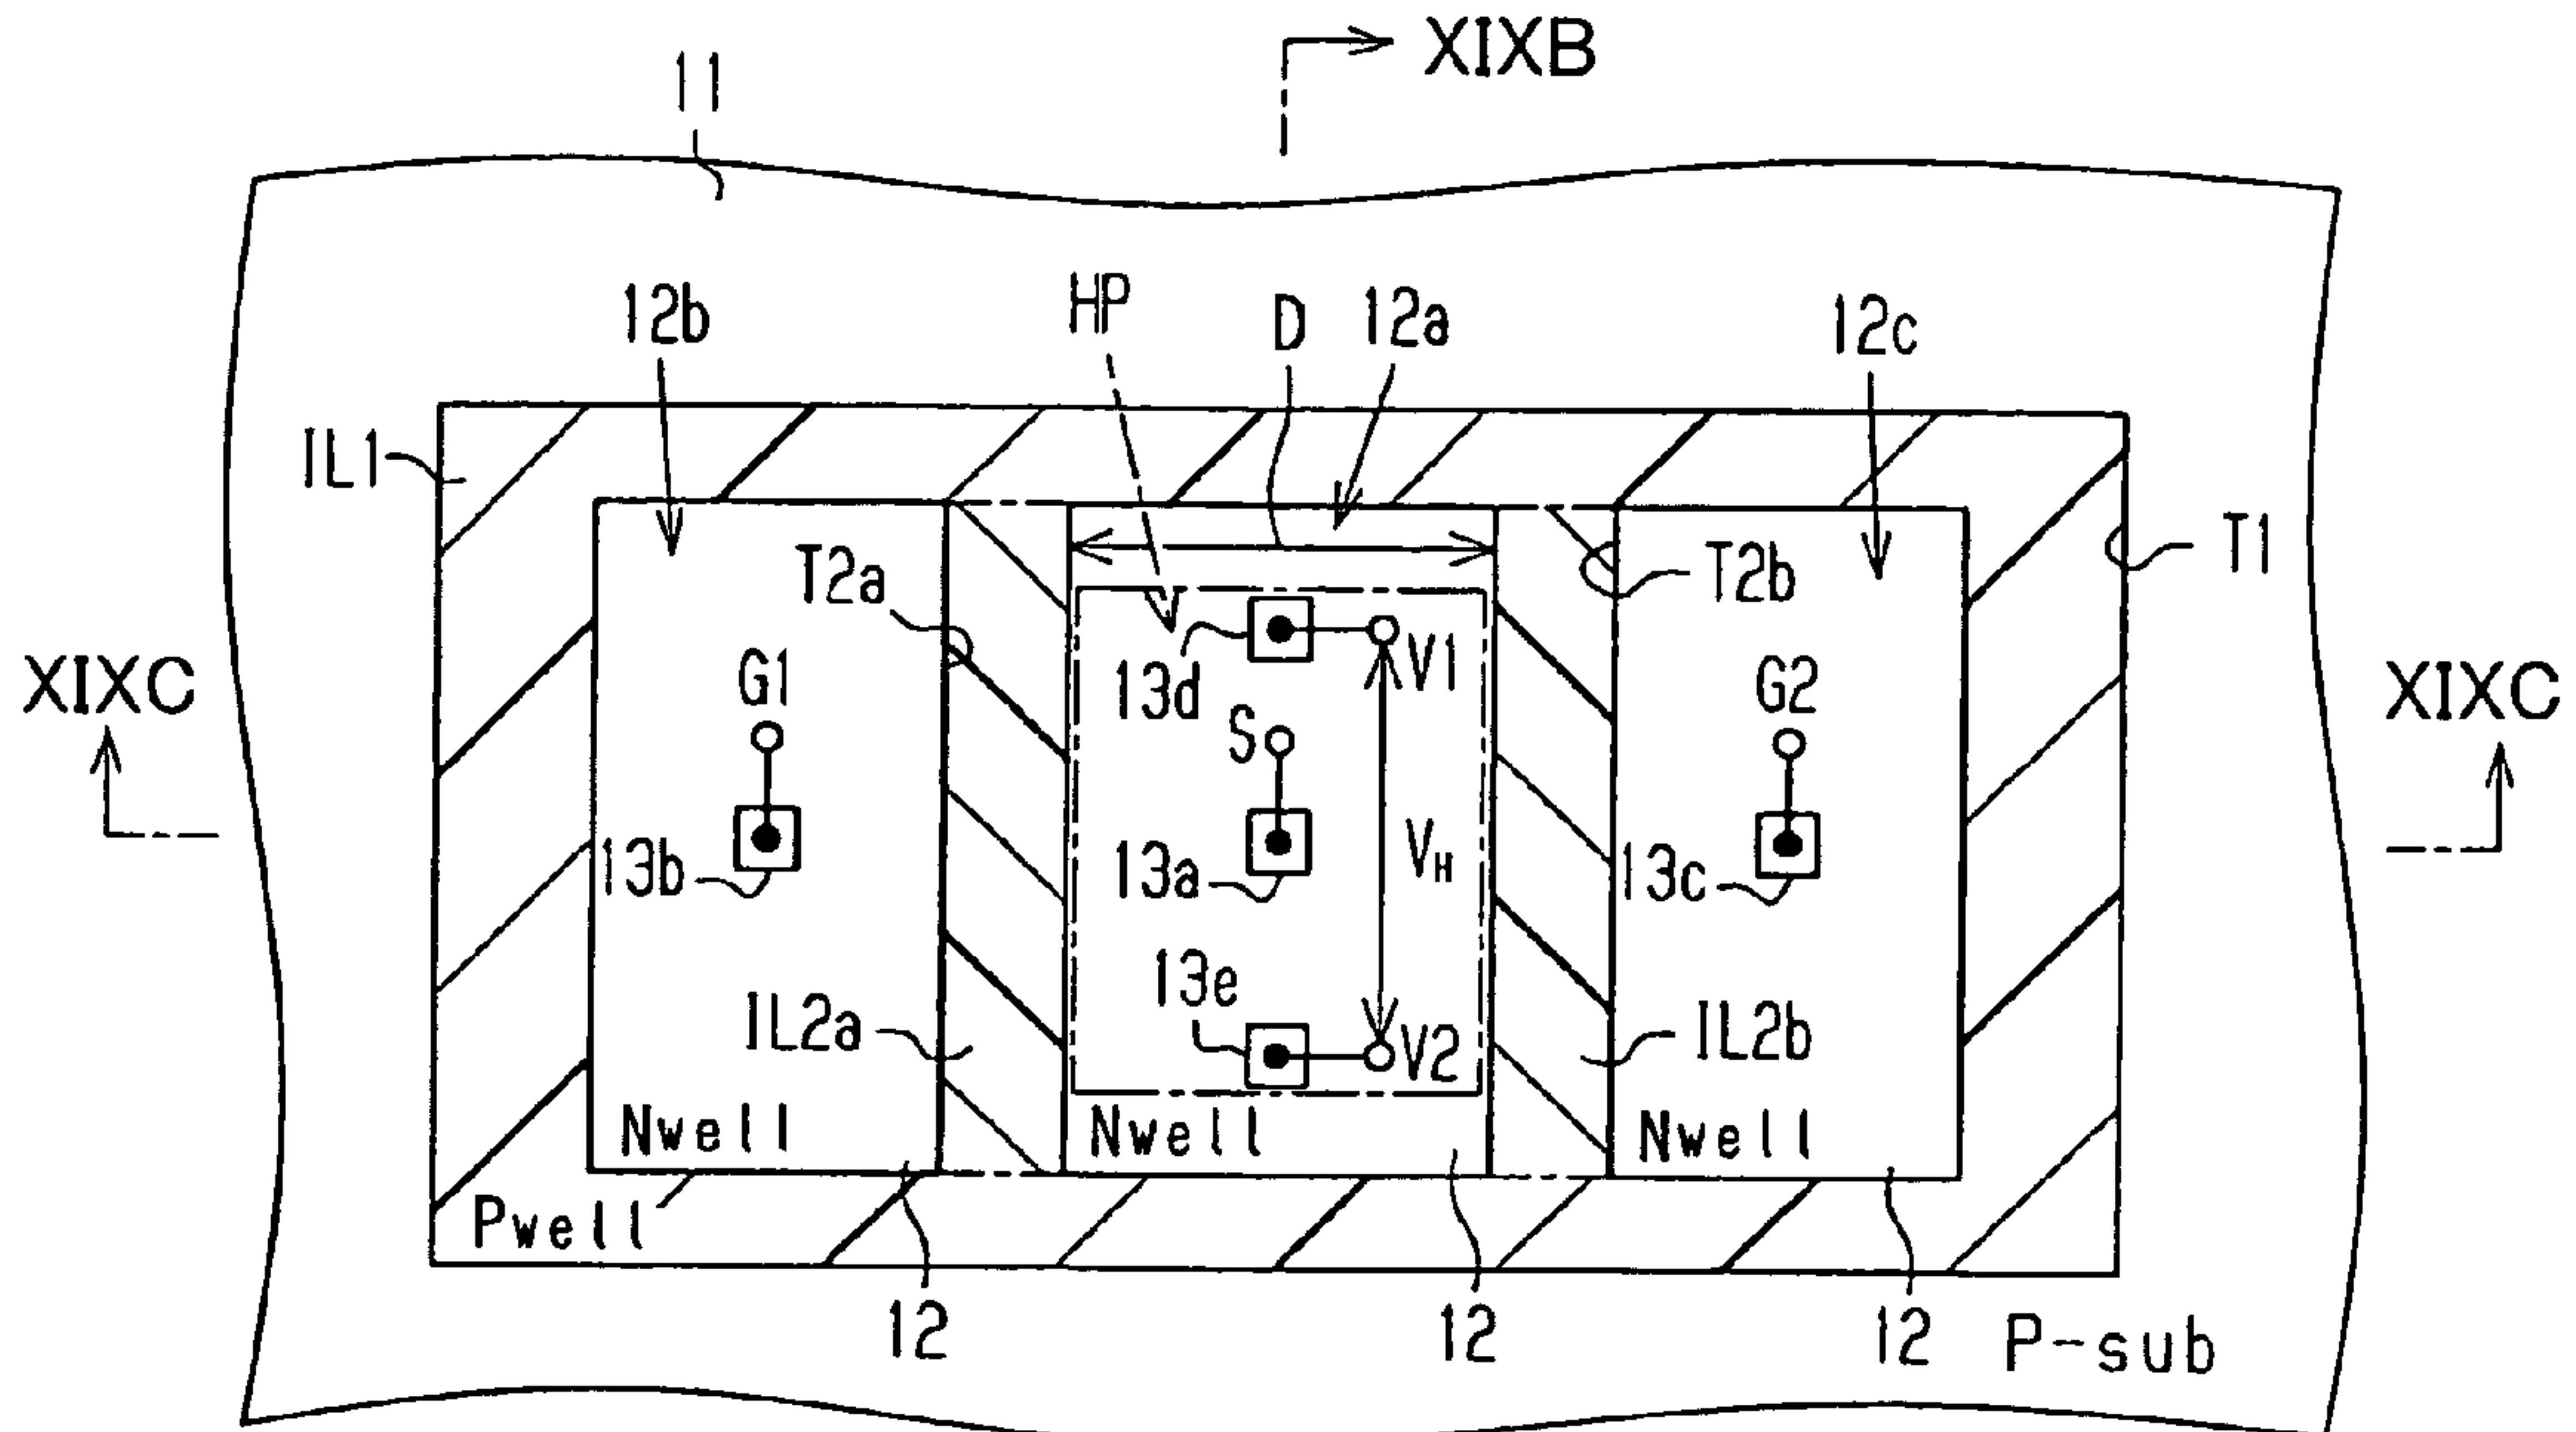 XIXB
11
HP
D
12a
12b
12c
IL1
T1
T2a
T2b
13d
V1
XIXC
XIXC
G1
S
G2
13b
13a
VH
13c
13e
IL2a
V2
IL2b
Nwell
Nwell
Nwell
Pwell
12
12
12
P-sub